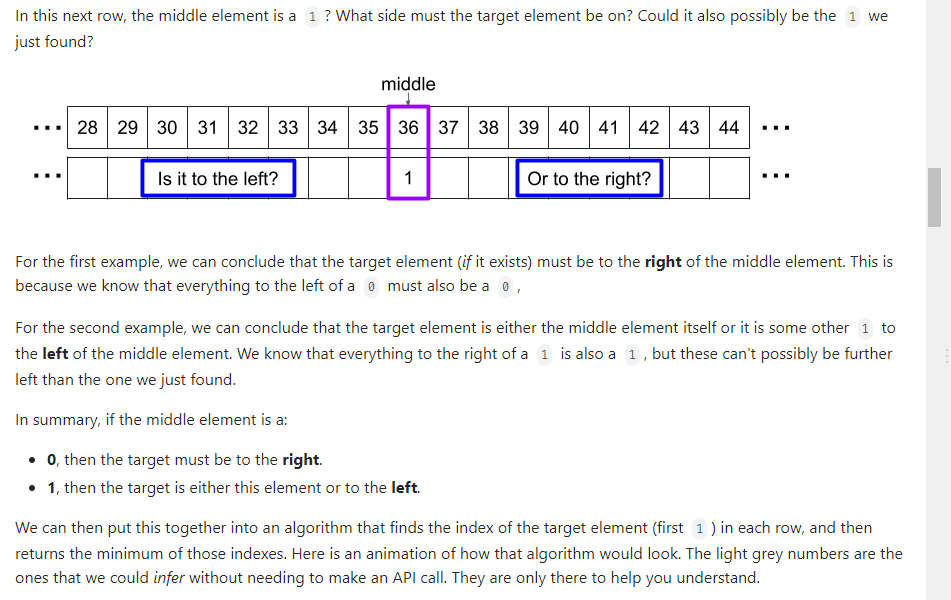 In this next row, the middle element is a 1 ? What side must the target element be on? Could it also possibly be the 1 we
just found?
middle
... 28 29 30 31 32 33 34 35 36 37 38 39 40 41 42 43 44 ...
... Is it to the left? 1 Or to the right? ...
For the first example, we can conclude that the target element (if it exists) must be to the right of the middle element. This is
because we know that everything to the left of a 0 must also be a 0 ,
For the second example, we can conclude that the target element is either the middle element itself or it is some other 1 to
the left of the middle element. We know that everything to the right of a 1 is also a 1 , but these can't possibly be further
left than the one we just found.
In summary, if the middle element is a:
• 0, then the target must be to the right.
• 1, then the target is either this element or to the left.
We can then put this together into an algorithm that finds the index of the target element (first 1 ) in each row, and then
returns the minimum of those indexes. Here is an animation of how that algorithm would look. The light grey numbers are the
ones that we could infer without needing to make an API call. They are only there to help you understand.